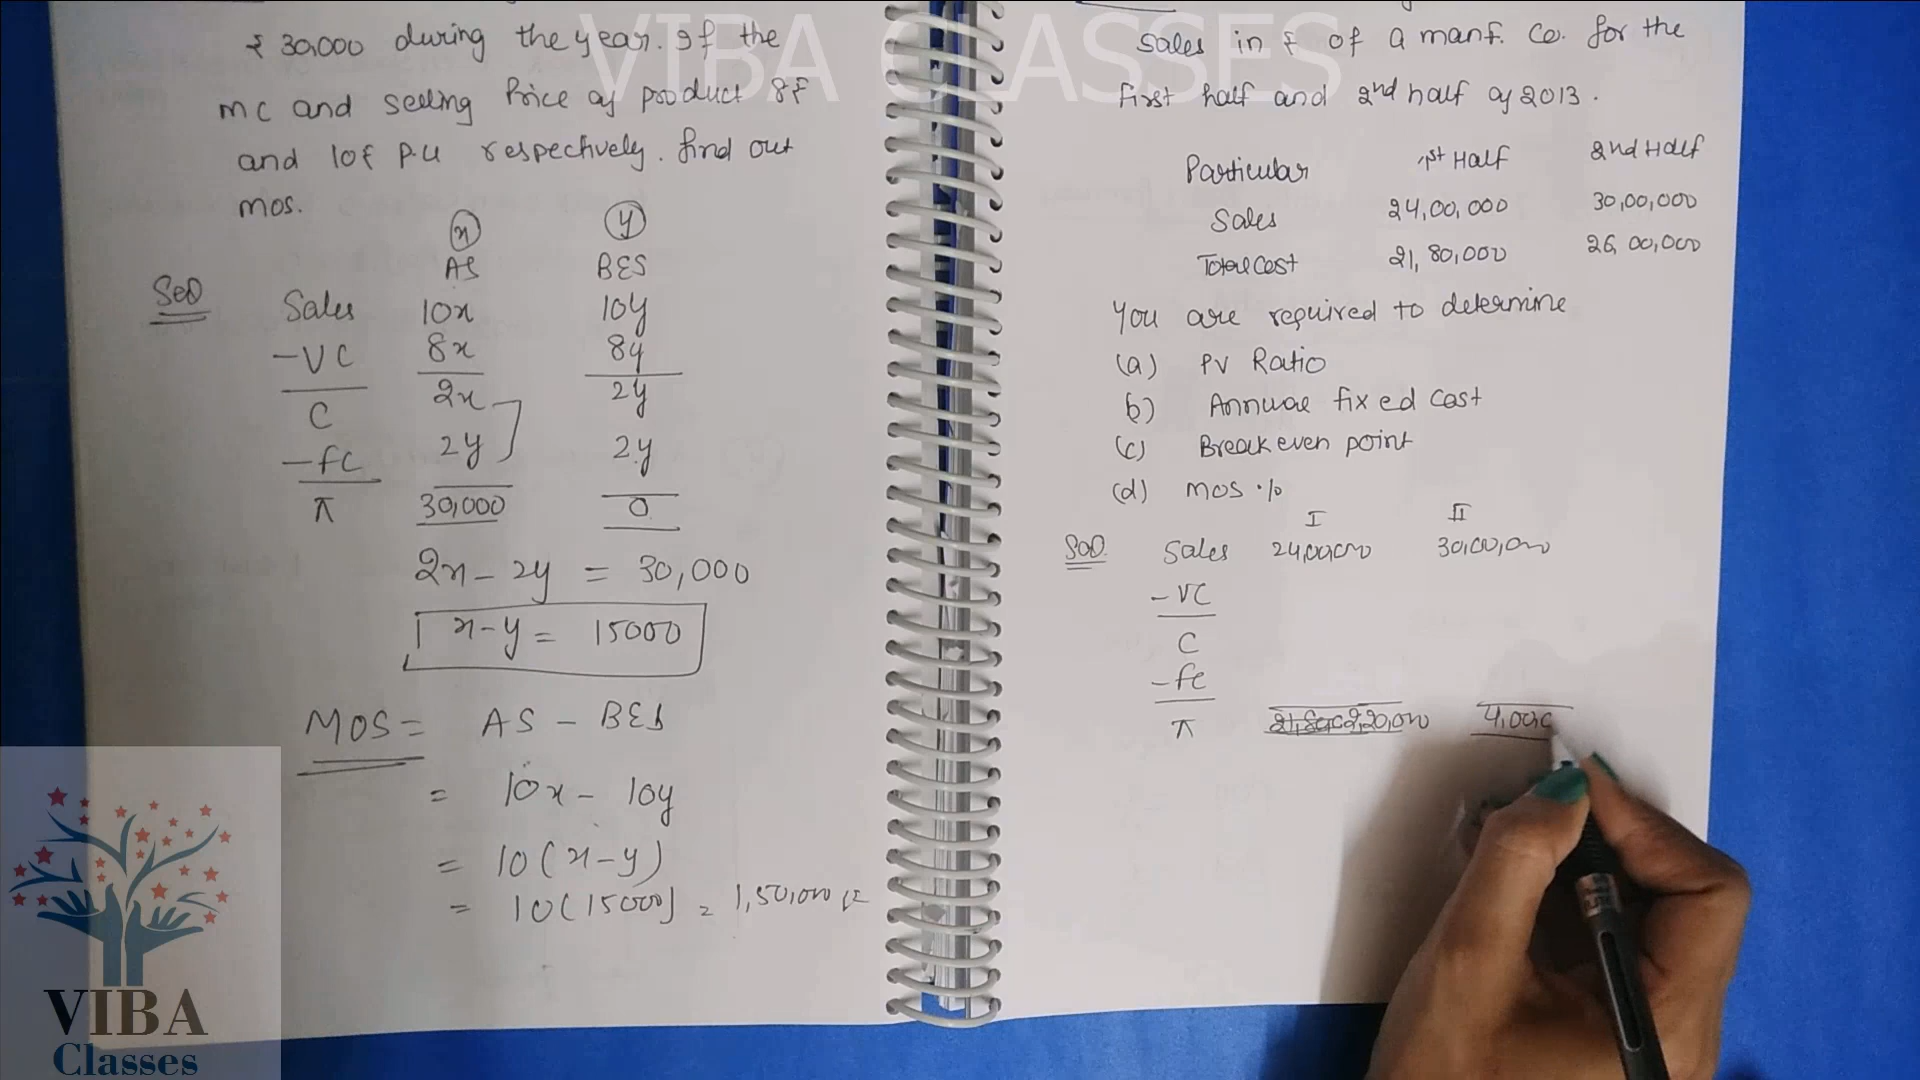 VIBA CLASSES
₹ 30,000 during the year. If the
MC and selling Price of product 8₹
and 10₹ P.U respectively. find out
MOS.
x y
AS BES
Sol Sales 10x 10y
- VC 8x 8y
C 2x 2y
- fC 2y 2y
π 30,000 0
2x - 2y = 30,000
x - y = 15000
MOS = AS - BES
= 10x - 10y
= 10 (x - y)
= 10 (15000) = 1,50,000
Sales in ₹ of a manf. Co. for the
first half and 2nd half of 2013.
Particular 1st Half 2nd Half
Sales 24,00,000 30,00,000
Total Cost 21,80,000 26,00,000
You are required to determine
(a) PV Ratio
b) Annual fixed Cost
(c) Break even point
(d) MOS %
I II
Sol. Sales 24,00,000 30,00,000
- VC
C
- fc
π 2,20,000 4,00,0
VIBA
Classes